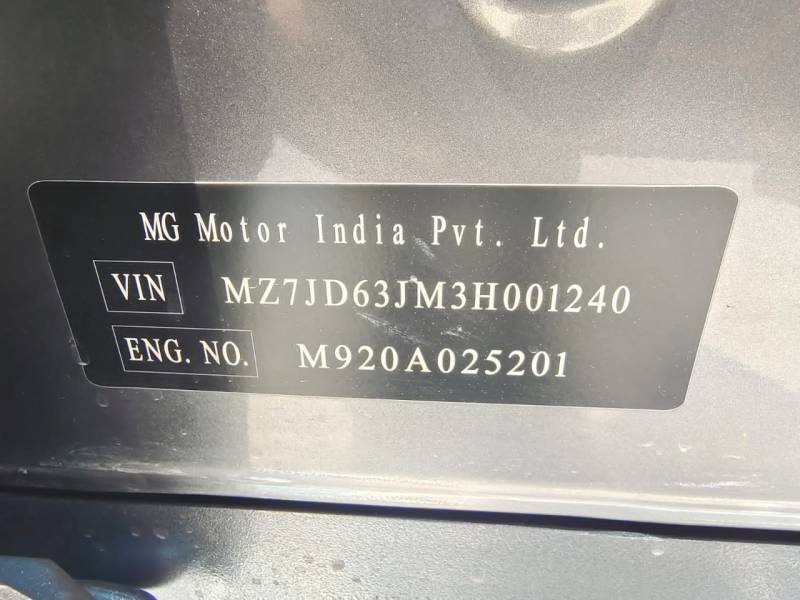 MG Motor India Pvt. Ltd.
VIN MZ7JD63JM3H001240
ENG. NO. M920A025201